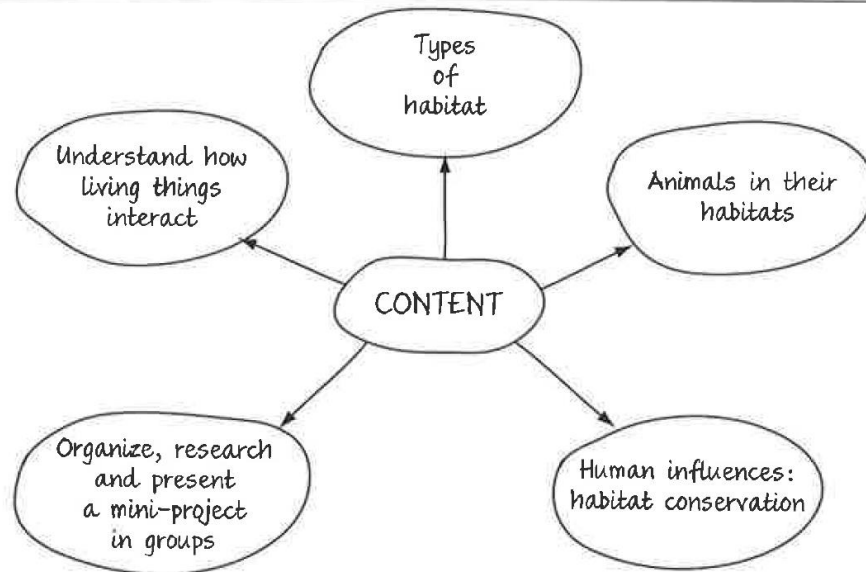 Types
of
habitat
Understand how
living things
interact
Animals in their
habitats
CONTENT
Organize, research
and present
a mini-project
in groups
Human influences:
habitat conservation